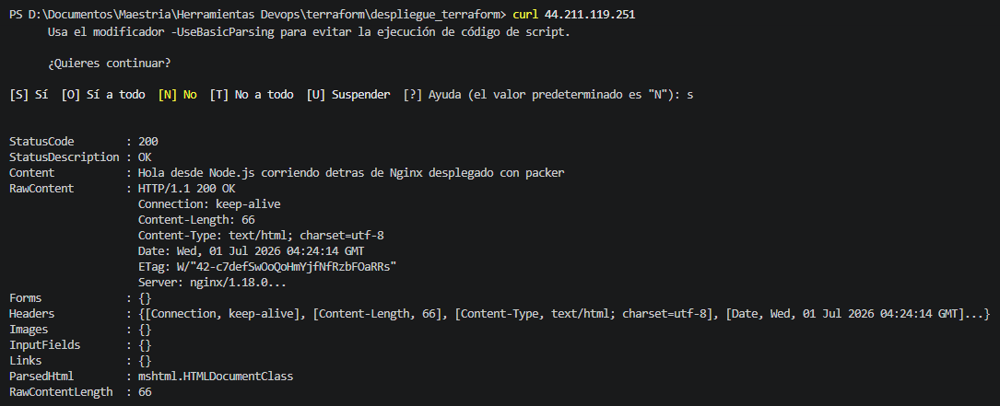 PS D:\Documentos\Maestria\Herramientas Devops\terraform\despliegue_terraform> curl 44.211.119.251
Usa el modificador -UseBasicParsing para evitar la ejecución de código de script.
¿Quieres continuar?
[S] Sí  [O] Sí a todo  [N] No  [T] No a todo  [U] Suspender  [?] Ayuda (el valor predeterminado es "N"): s
StatusCode        : 200
StatusDescription : OK
Content           : Hola desde Node.js corriendo detras de Nginx desplegado con packer
RawContent        : HTTP/1.1 200 OK
                    Connection: keep-alive
                    Content-Length: 66
                    Content-Type: text/html; charset=utf-8
                    Date: Wed, 01 Jul 2026 04:24:14 GMT
                    ETag: W/"42-c7defSwOoQoHmYjfNfRzbFOaRRs"
                    Server: nginx/1.18.0...
Forms             : {}
Headers           : {[Connection, keep-alive], [Content-Length, 66], [Content-Type, text/html; charset=utf-8], [Date, Wed, 01 Jul 2026 04:24:14 GMT]...}
Images            : {}
InputFields       : {}
Links             : {}
ParsedHtml        : mshtml.HTMLDocumentClass
RawContentLength  : 66